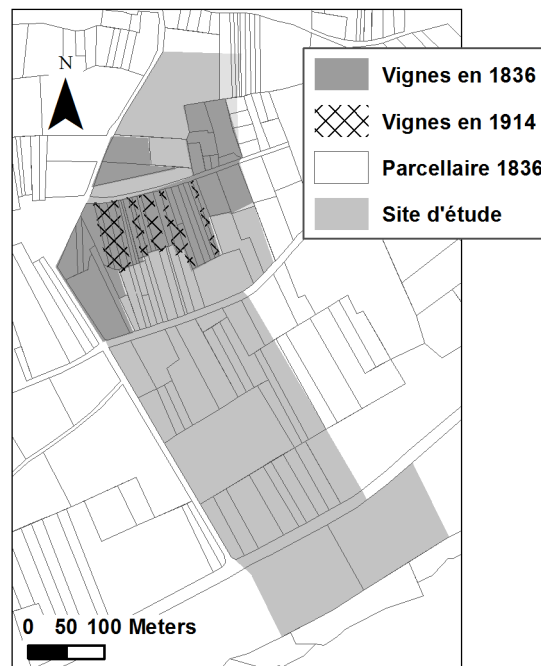 N
Vignes en 1836
Vignes en 1914
Parcellaire 1836
Site d'étude
0 50 100 Meters